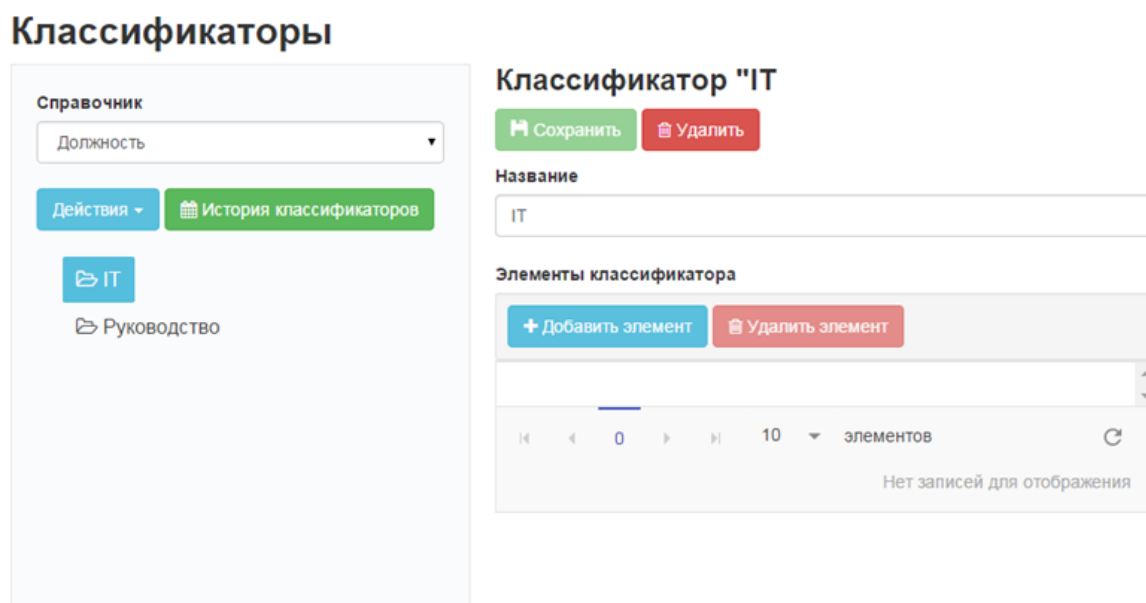 Классификаторы
Справочник
Должность
Действия
История классификаторов
IT
Руководство
Классификатор "IT
Сохранить
Удалить
Название
IT
Элементы классификатора
Добавить элемент
Удалить элемент
0
10
элементов
Нет записей для отображения